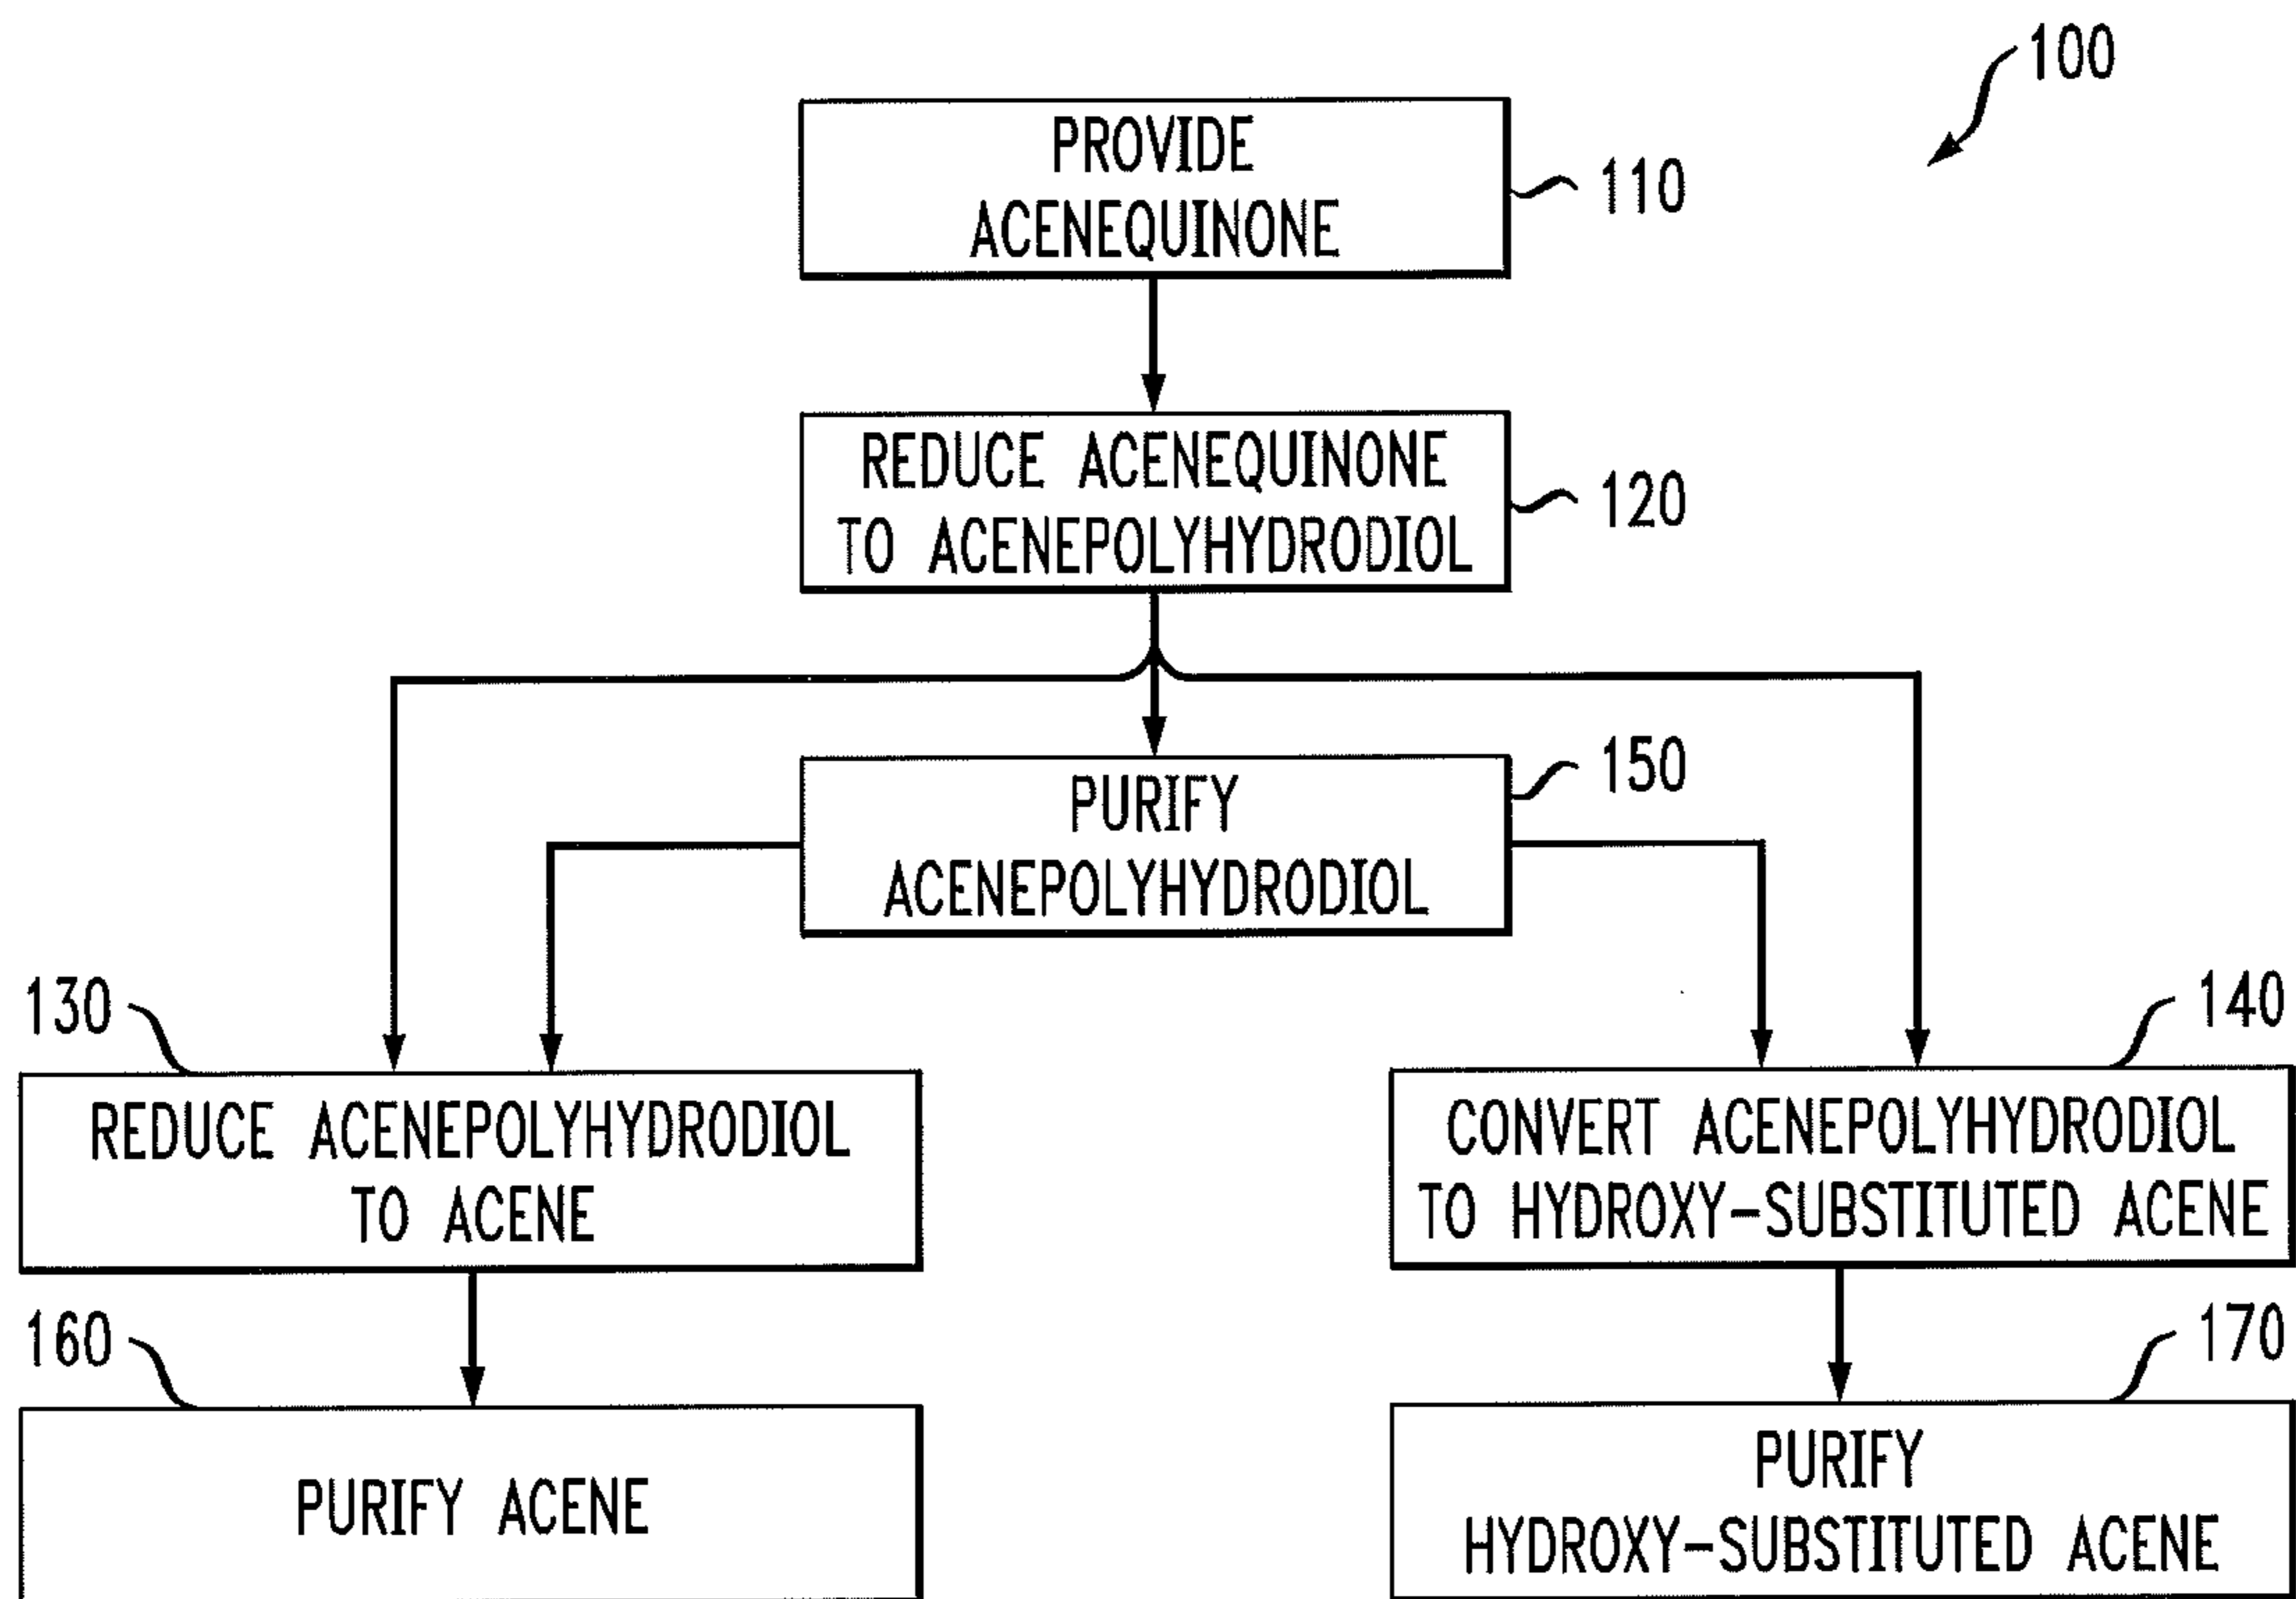 100
PROVIDE
ACENEQUINONE
110
REDUCE ACENEQUINONE
TO ACENEPOLYHYDRODIOL
120
PURIFY
ACENEPOLYHYDRODIOL
150
130
REDUCE ACENEPOLYHYDRODIOL
TO ACENE
140
CONVERT ACENEPOLYHYDRODIOL
TO HYDROXY-SUBSTITUTED ACENE
160
PURIFY ACENE
170
PURIFY
HYDROXY-SUBSTITUTED ACENE